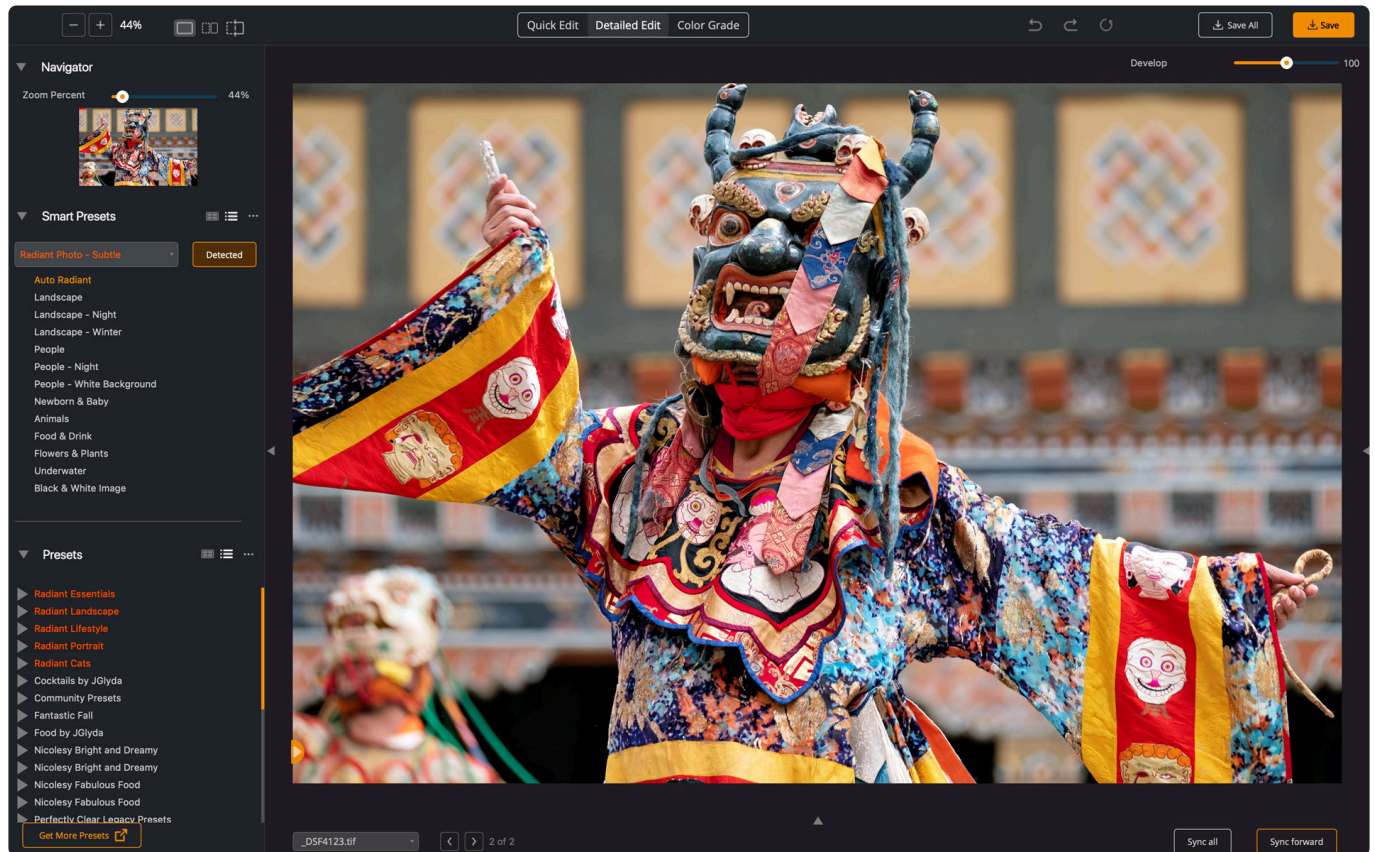 44%
Quick Edit Detailed Edit Color Grade
Save All
Save
Navigator
Zoom Percent 44%
Smart Presets
Radiant Photo - Subtle
Detected
Auto Radiant
Landscape
Landscape - Night
Landscape - Winter
People
People - Night
People - White Background
Newborn & Baby
Animals
Food & Drink
Flowers & Plants
Underwater
Black & White Image
Presets
Radiant Essentials
Radiant Landscape
Radiant Lifestyle
Radiant Portrait
Radiant Cats
Cocktails by JGlyda
Community Presets
Fantastic Fall
Food by JGlyda
Nicolesy Bright and Dreamy
Nicolesy Bright and Dreamy
Nicolesy Fabulous Food
Nicolesy Fabulous Food
Perfectly Clear Legacy Presets
Get More Presets
Develop 100
_DSF4123.tif
2 of 2
Sync all
Sync forward